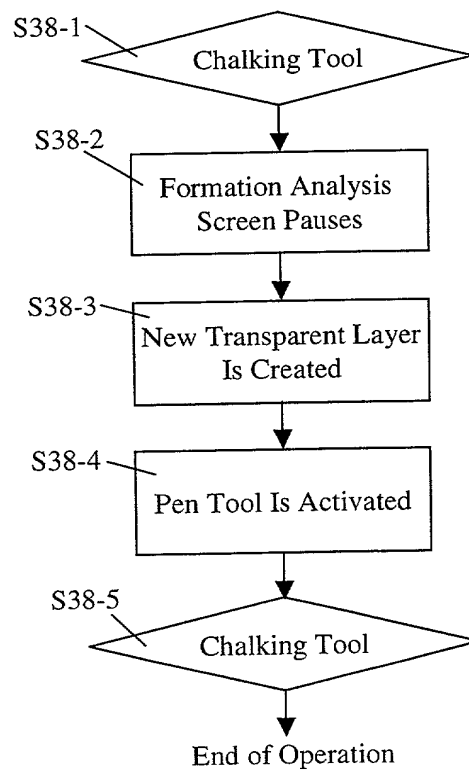 S38-1
Chalking Tool
S38-2
Formation Analysis
Screen Pauses
S38-3
New Transparent Layer
Is Created
S38-4
Pen Tool Is Activated
S38-5
Chalking Tool
End of Operation